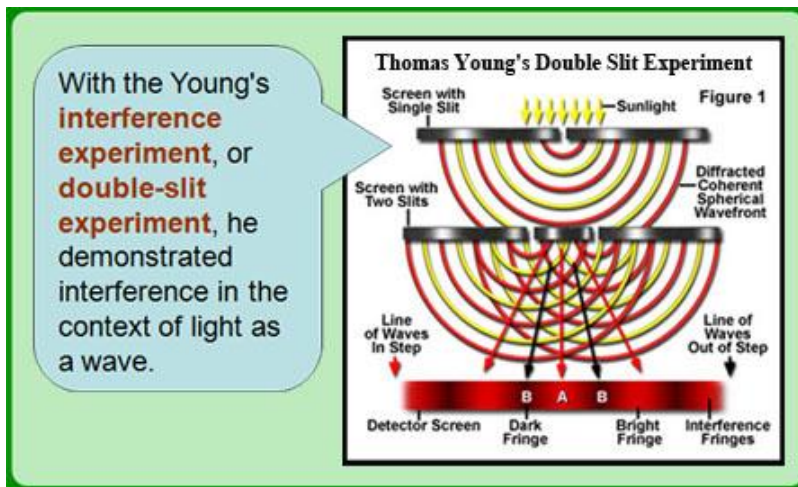 With the Young's
interference
experiment, or
double-slit
experiment, he
demonstrated
interference in the
context of light as
a wave.
Thomas Young's Double Slit Experiment
Screen with
Single Slit
Sunlight
Figure 1
Diffracted
Coherent
Spherical
Wavefront
Screen with
Two Slits
Line
of Waves
In Step
Line of
Waves
Out of Step
B A B
Detector Screen
Dark
Fringe
Bright
Fringe
Interference
Fringes